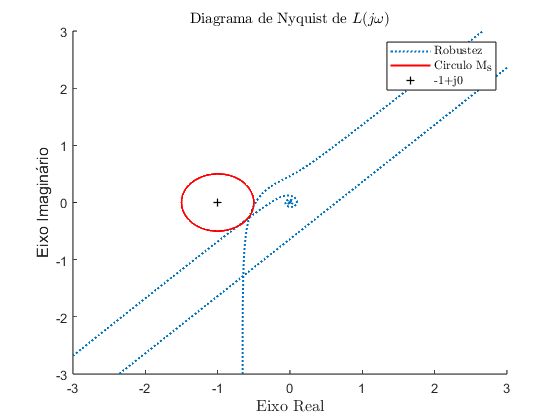 Diagrama de Nyquist de L(jω)
Robustez
Circulo M_S
-1+j0
Eixo Imaginário
3
2
1
0
-1
-2
-3
-3 -2 -1 0 1 2 3
Eixo Real